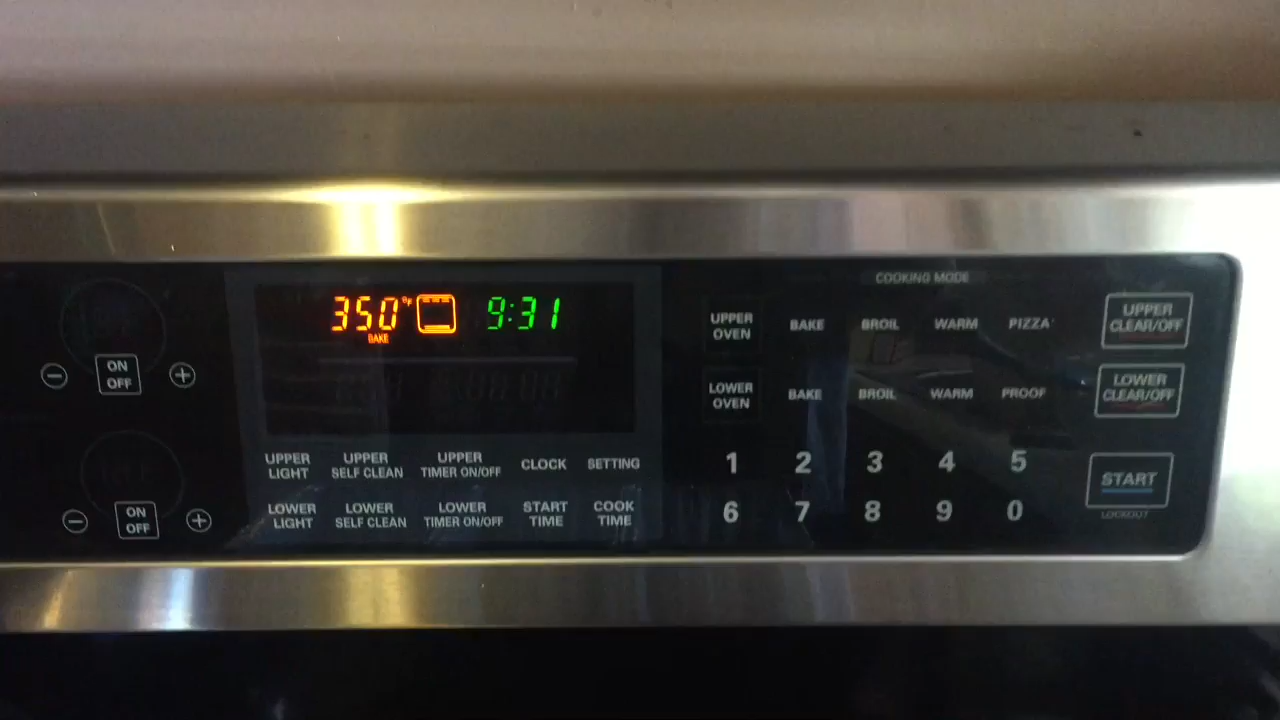 COOKING MODE
350°F 9:31
BAKE
UPPER OVEN BAKE BROIL WARM PIZZA
UPPER CLEAR/OFF
ON OFF
LOWER OVEN BAKE BROIL WARM PROOF
LOWER CLEAR/OFF
UPPER LIGHT
UPPER SELF CLEAN
UPPER TIMER ON/OFF
CLOCK
SETTING
1 2 3 4 5
START
LOCKOUT
ON OFF
LOWER LIGHT
LOWER SELF CLEAN
LOWER TIMER ON/OFF
START TIME
COOK TIME
6 7 8 9 0